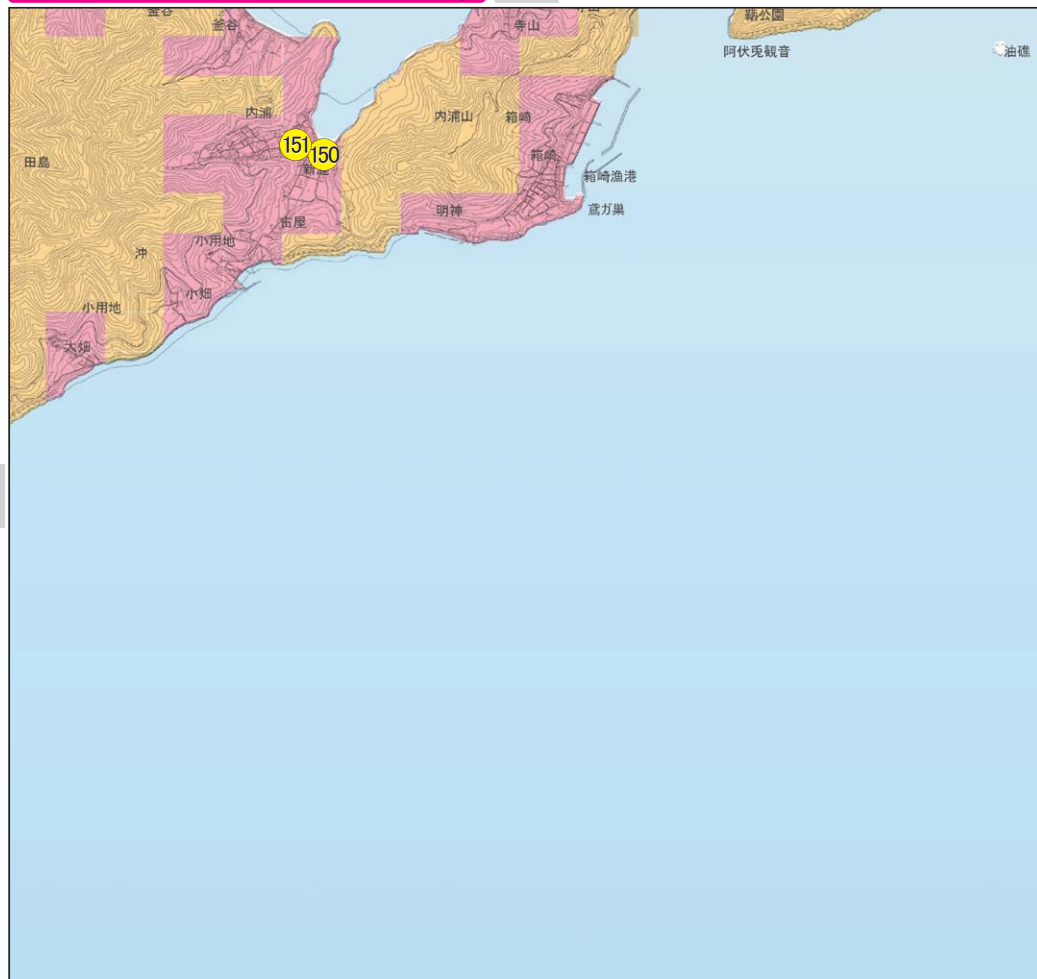 釜谷
釜谷
寺山
鞆公園
阿伏兎観音
油礁
内浦
内浦山
箱崎
151
150
田島
箱崎
箱崎漁港
明神
鳶ガ巣
古屋
小用地
沖
小畑
小用地
大畑